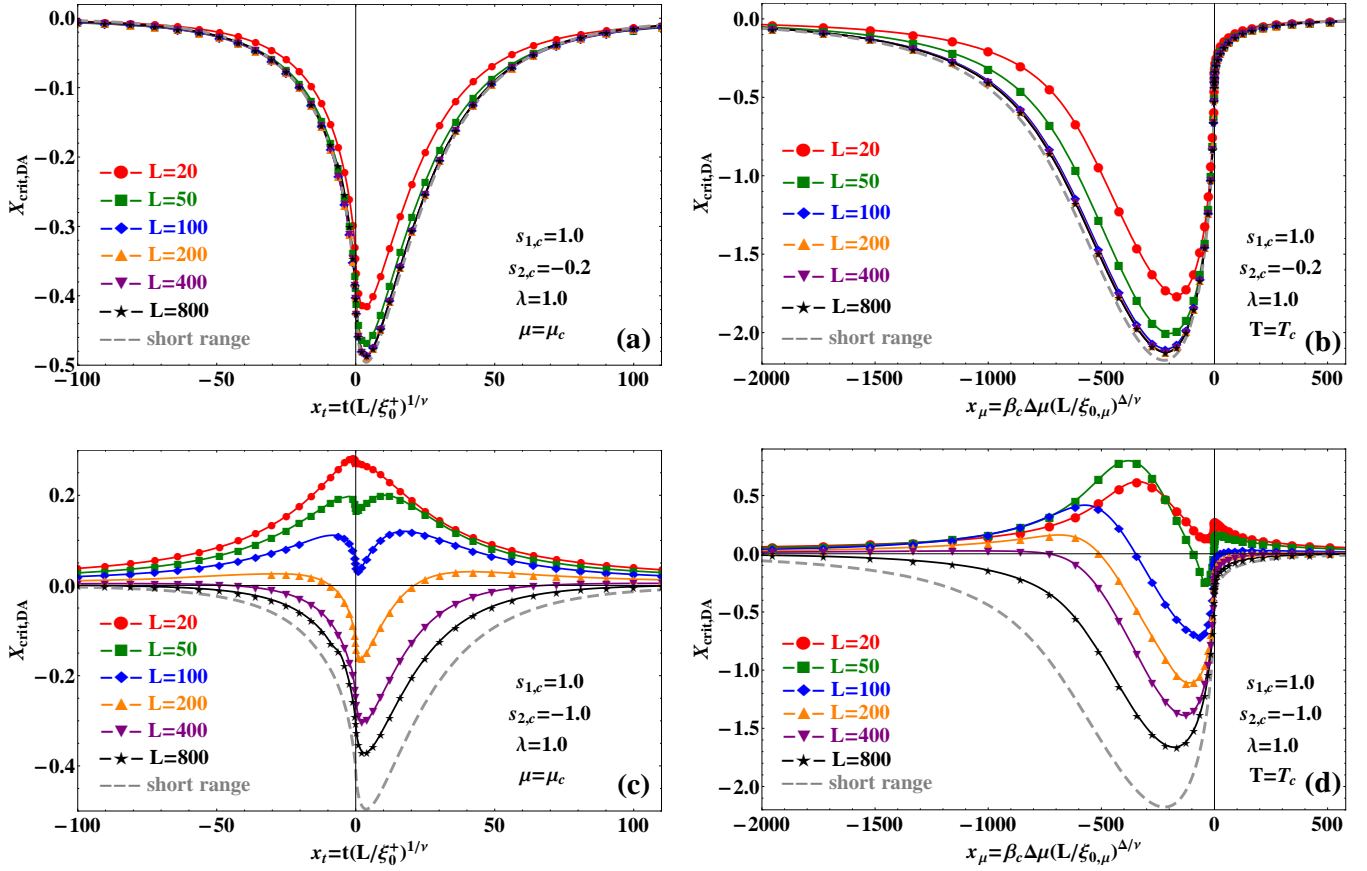 0.0
−0.1
−0.2
−0.3
−0.4
−0.5
X_crit,DA
L=20
L=50
L=100
L=200
L=400
L=800
short range
s_1,c=1.0
s_2,c=−0.2
λ=1.0
μ=μ_c
(a)
−100
−50
0
50
100
x_t=t(L/ξ_0^+)^1/ν
0.0
−0.5
−1.0
−1.5
−2.0
X_crit,DA
L=20
L=50
L=100
L=200
L=400
L=800
short range
s_1,c=1.0
s_2,c=−0.2
λ=1.0
T=T_c
(b)
−2000
−1500
−1000
−500
0
500
x_μ=β_cΔμ(L/ξ_0,μ)^Δ/ν
0.2
0.0
−0.2
−0.4
X_crit,DA
L=20
L=50
L=100
L=200
L=400
L=800
short range
s_1,c=1.0
s_2,c=−1.0
λ=1.0
μ=μ_c
(c)
−100
−50
0
50
100
x_t=t(L/ξ_0^+)^1/ν
0.5
0.0
−0.5
−1.0
−1.5
−2.0
X_crit,DA
L=20
L=50
L=100
L=200
L=400
L=800
short range
s_1,c=1.0
s_2,c=−1.0
λ=1.0
T=T_c
(d)
−2000
−1500
−1000
−500
0
500
x_μ=β_cΔμ(L/ξ_0,μ)^Δ/ν